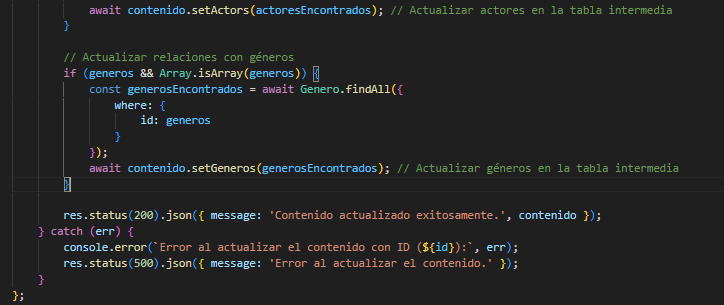 await contenido.setActors(actoresEncontrados); // Actualizar actores en la tabla intermedia
}
// Actualizar relaciones con géneros
if (generos && Array.isArray(generos)) {
const generosEncontrados = await Genero.findAll({
where: {
id: generos
}
});
await contenido.setGeneros(generosEncontrados); // Actualizar géneros en la tabla intermedia
}
res.status(200).json({ message: 'Contenido actualizado exitosamente.', contenido });
} catch (err) {
console.error(`Error al actualizar el contenido con ID (${id}):`, err);
res.status(500).json({ message: 'Error al actualizar el contenido.' });
}
};